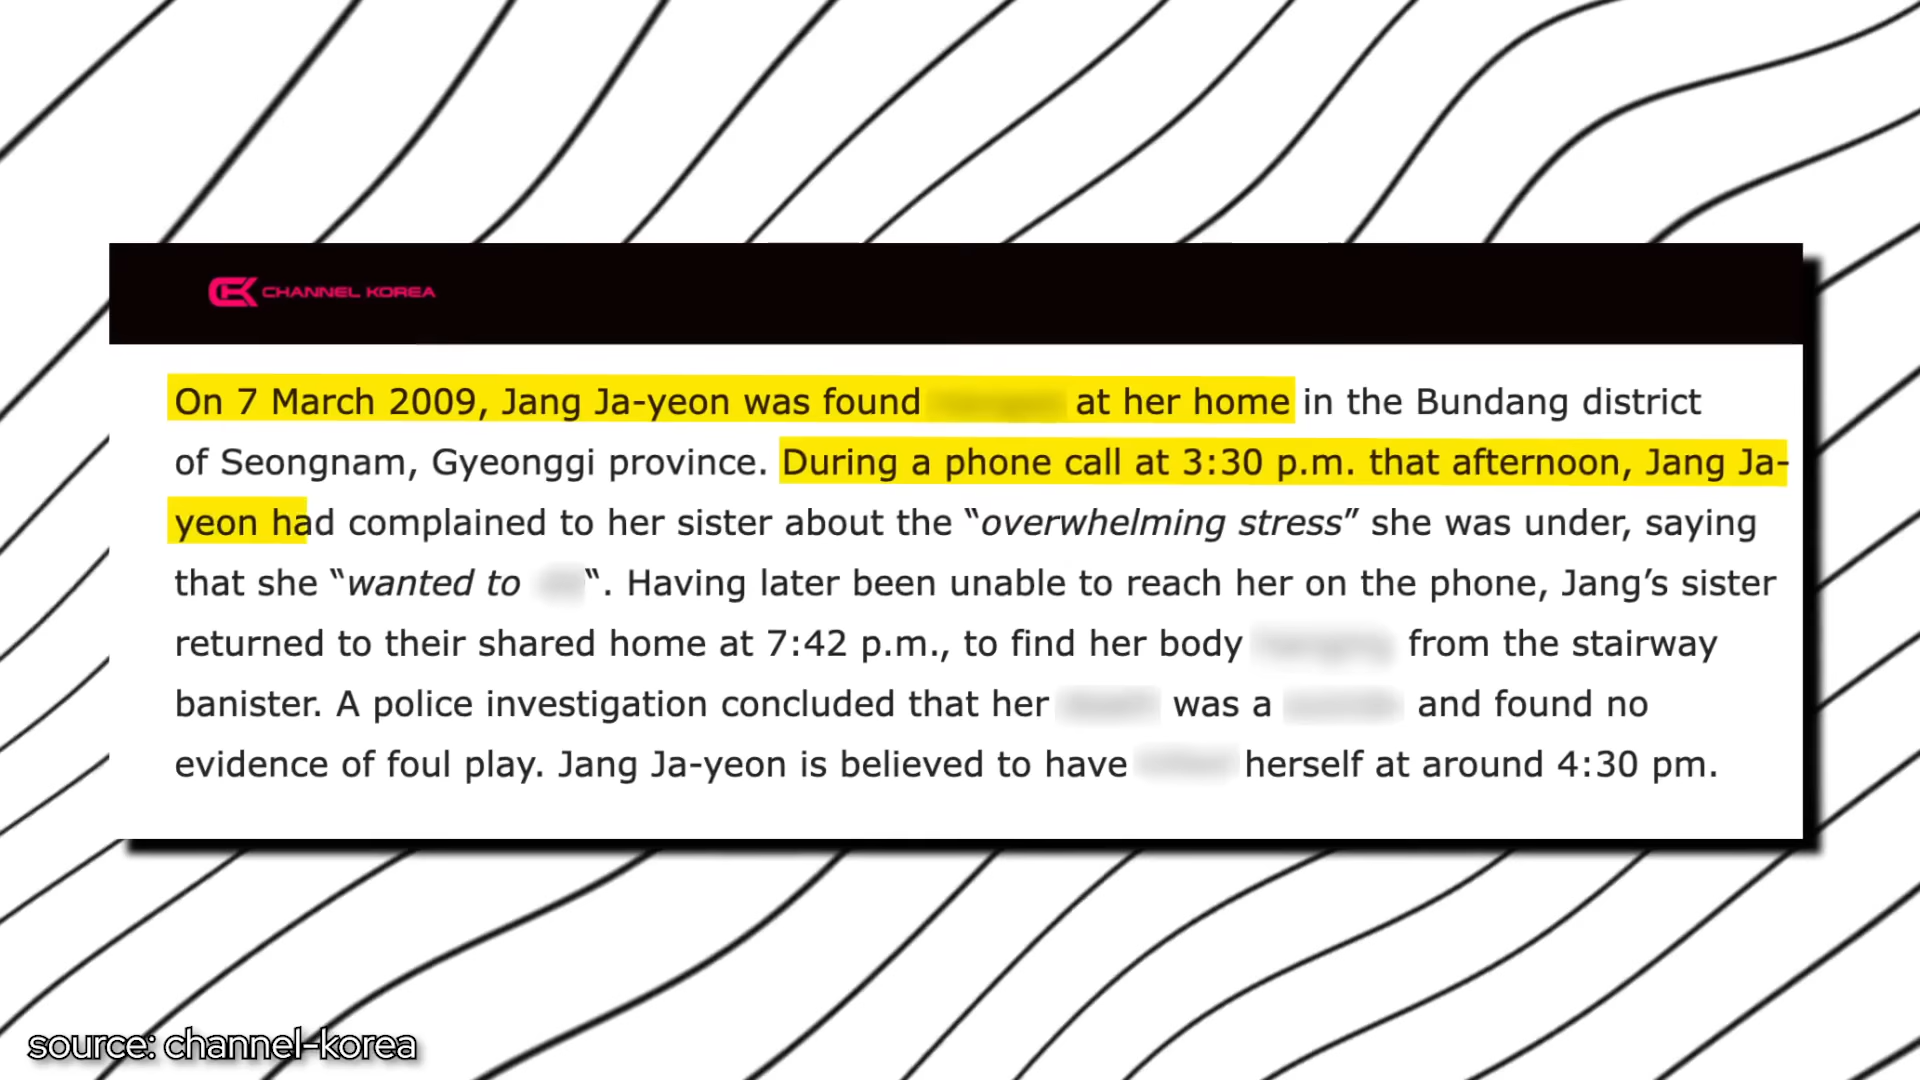 CHANNEL KOREA
On 7 March 2009, Jang Ja-yeon was found at her home in the Bundang district
of Seongnam, Gyeonggi province. During a phone call at 3:30 p.m. that afternoon, Jang Ja-
yeon had complained to her sister about the “overwhelming stress” she was under, saying
that she “wanted to “. Having later been unable to reach her on the phone, Jang’s sister
returned to their shared home at 7:42 p.m., to find her body from the stairway
banister. A police investigation concluded that her was a and found no
evidence of foul play. Jang Ja-yeon is believed to have herself at around 4:30 pm.
source: channel-korea